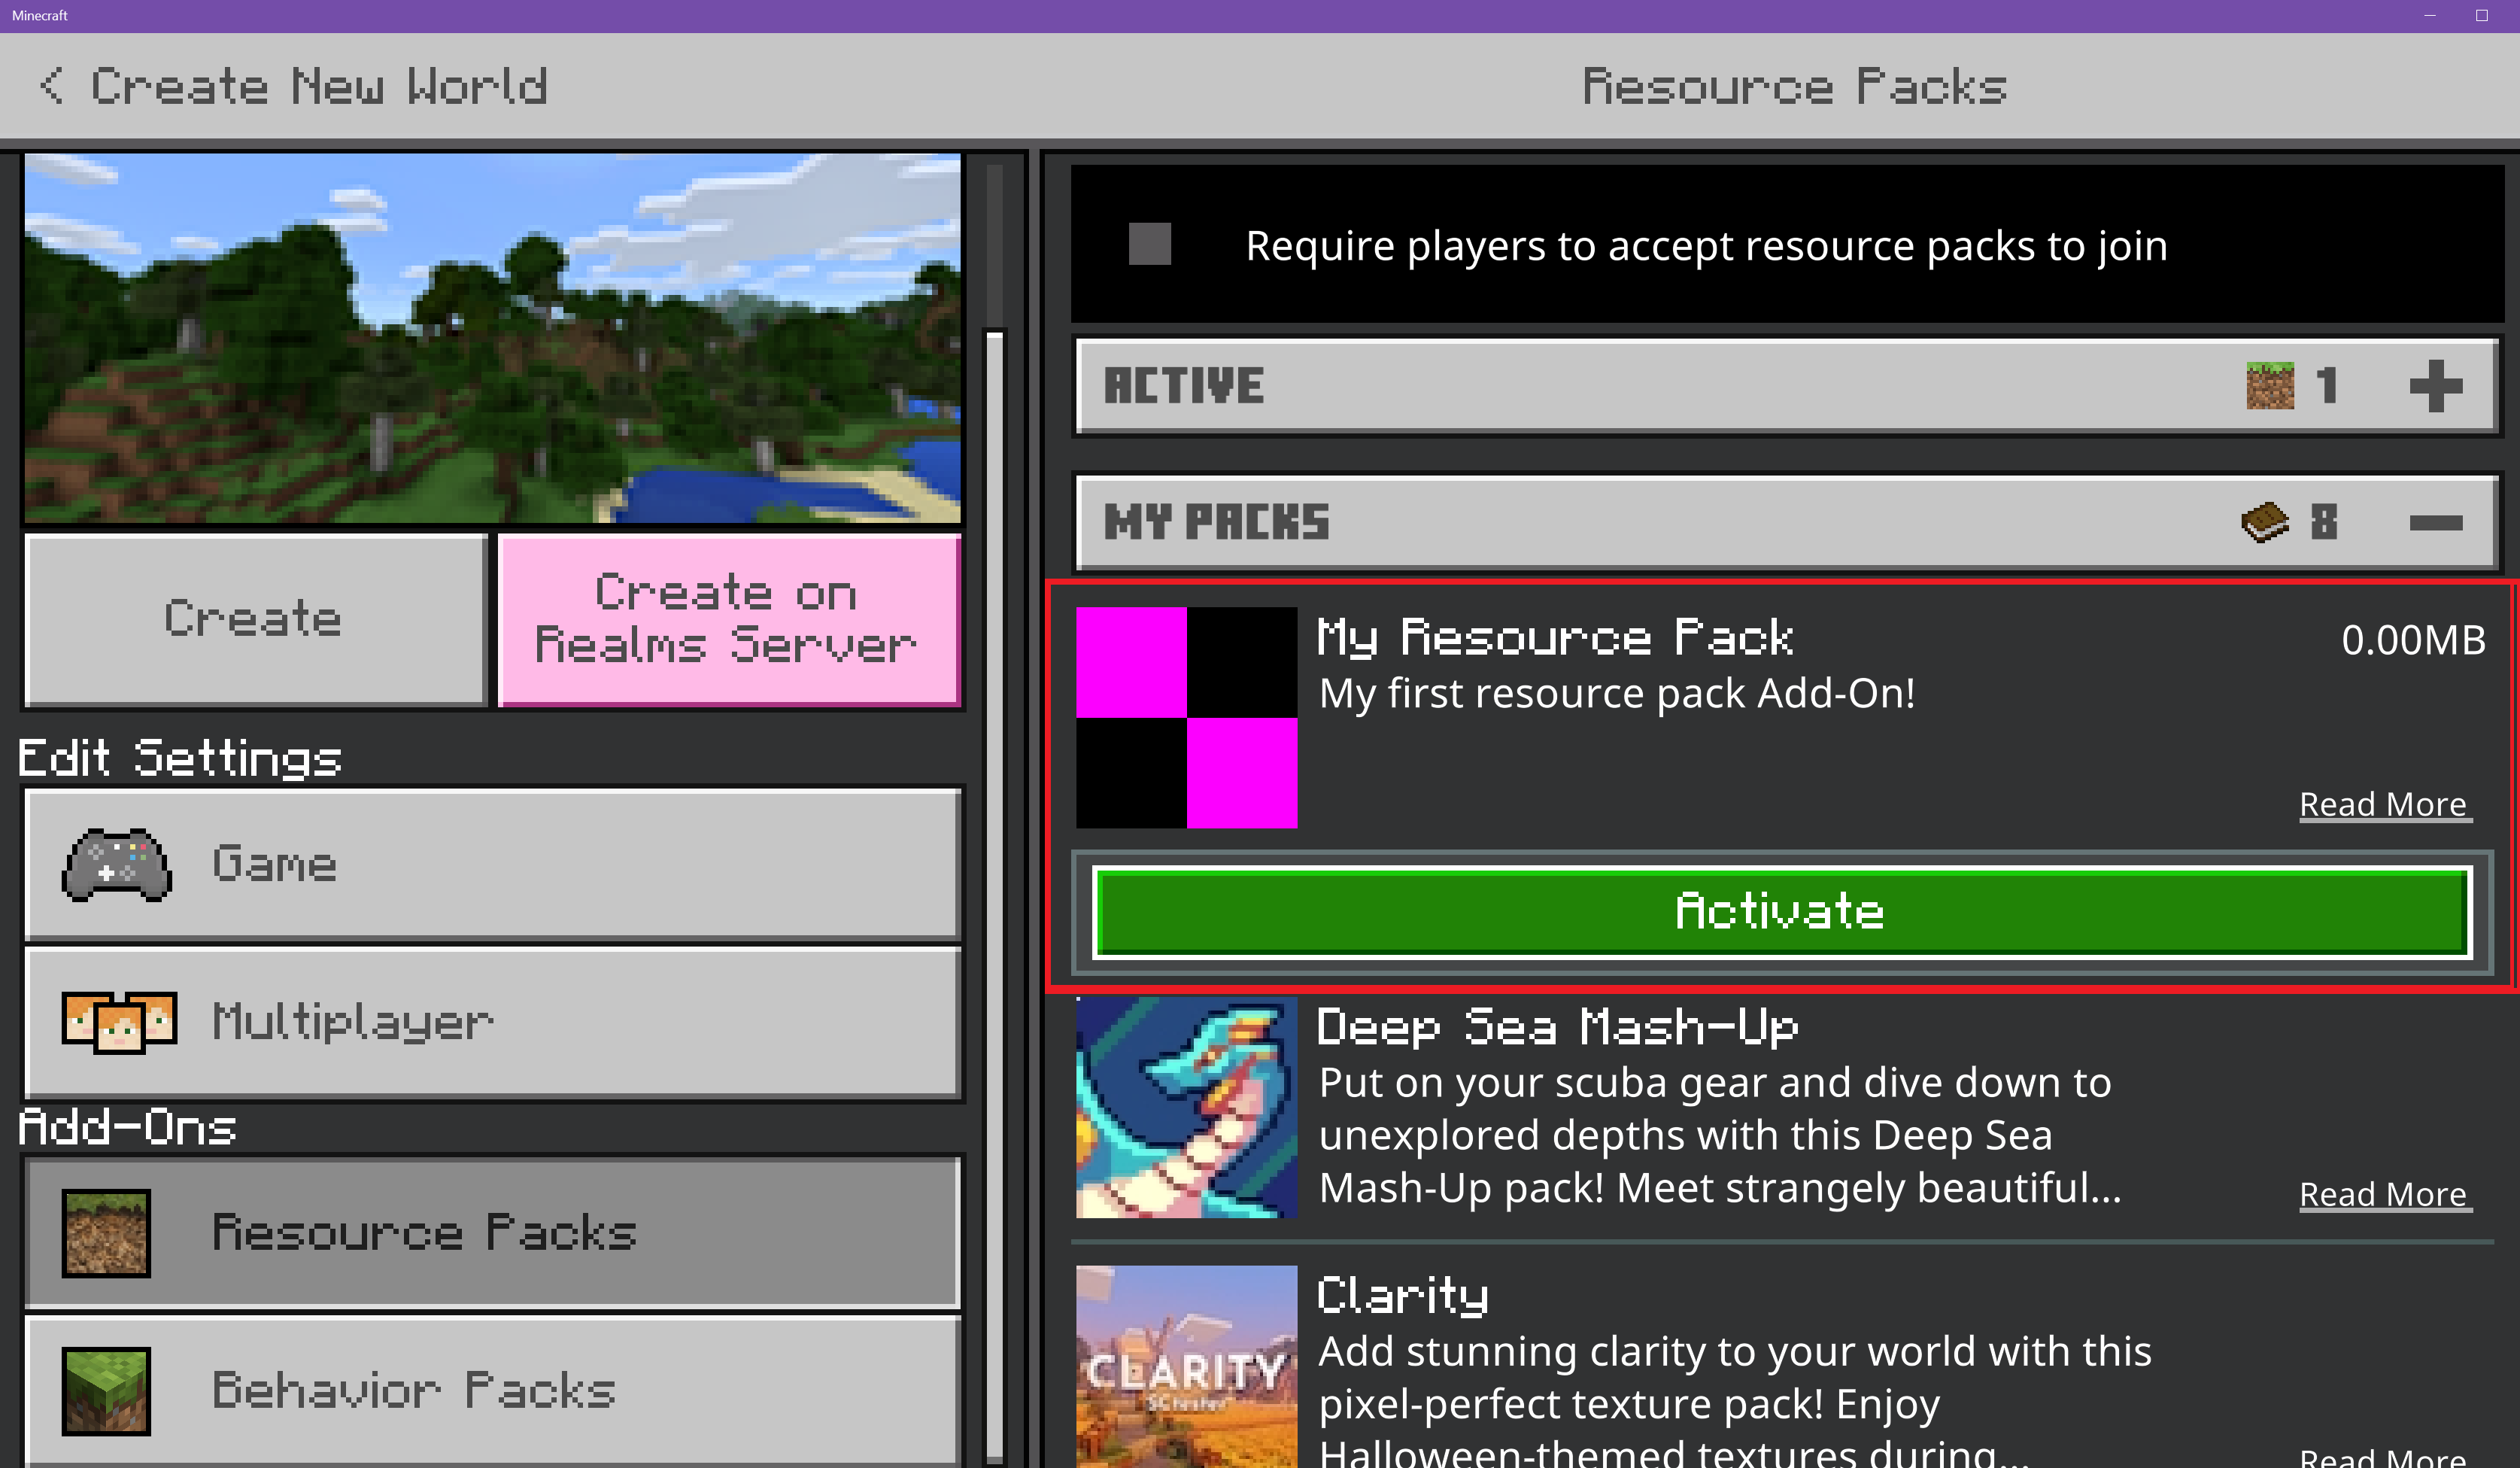 Minecraft
< Create New World
Resource Packs
Create
Create on
Realms Server
Edit Settings
Game
Multiplayer
Add-Ons
Resource Packs
Behavior Packs
Require players to accept resource packs to join
ACTIVE 1
MY PACKS 8
My Resource Pack 0.00MB
My first resource pack Add-On!
Read More
Activate
Deep Sea Mash-Up
Put on your scuba gear and dive down to
unexplored depths with this Deep Sea
Mash-Up pack! Meet strangely beautiful...
Read More
CLARITY
Clarity
Add stunning clarity to your world with this
pixel-perfect texture pack! Enjoy
Halloween-themed textures during...
Read More